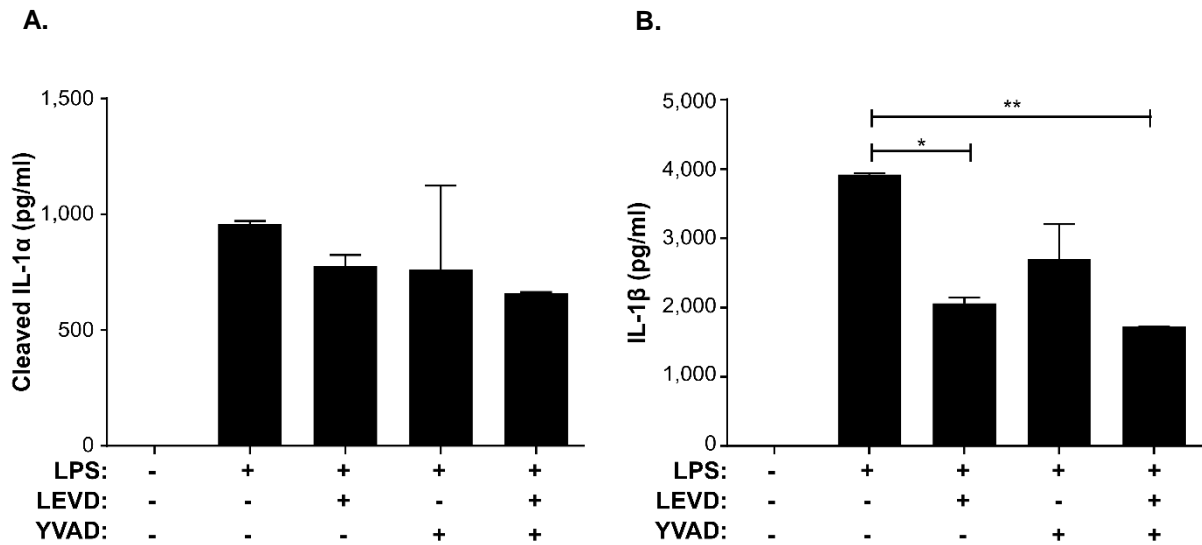 A.
Cleaved IL-1α (pg/ml)
1,500
1,000
500
0
LPS: - + + + +
LEVD: - - + - +
YVAD: - - - + +
B.
IL-1β (pg/ml)
5,000
4,000
3,000
2,000
1,000
0
**
*
LPS: - + + + +
LEVD: - - + - +
YVAD: - - - + +